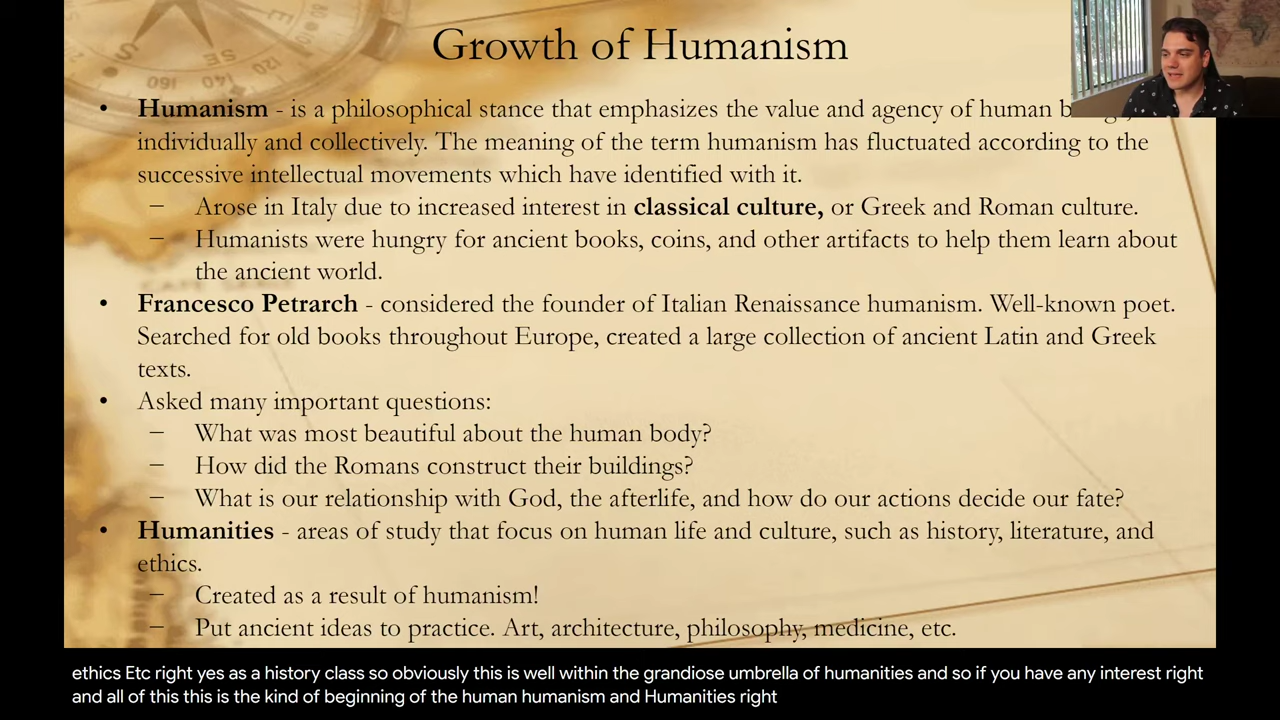 Growth of Humanism
• Humanism - is a philosophical stance that emphasizes the value and agency of human
individually and collectively. The meaning of the term humanism has fluctuated according to the
successive intellectual movements which have identified with it.
– Arose in Italy due to increased interest in classical culture, or Greek and Roman culture.
– Humanists were hungry for ancient books, coins, and other artifacts to help them learn about
the ancient world.
• Francesco Petrarch - considered the founder of Italian Renaissance humanism. Well-known poet.
Searched for old books throughout Europe, created a large collection of ancient Latin and Greek
texts.
• Asked many important questions:
– What was most beautiful about the human body?
– How did the Romans construct their buildings?
– What is our relationship with God, the afterlife, and how do our actions decide our fate?
• Humanities - areas of study that focus on human life and culture, such as history, literature, and
ethics.
– Created as a result of humanism!
– Put ancient ideas to practice. Art, architecture, philosophy, medicine, etc.
ethics Etc right yes as a history class so obviously this is well within the grandiose umbrella of humanities and so if you have any interest right
and all of this this is the kind of beginning of the human humanism and Humanities right